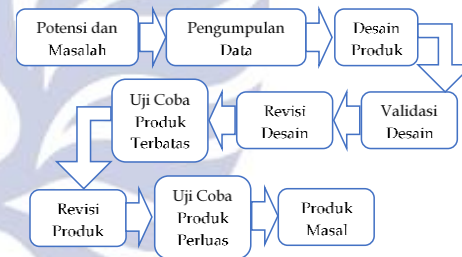 Potensi dan
Masalah
Pengumpulan
Data
Desain
Produk
Validasi
Desain
Revisi
Desain
Uji Coba
Produk
Terbatas
Revisi
Produk
Uji Coba
Produk
Perluas
Produk
Masal